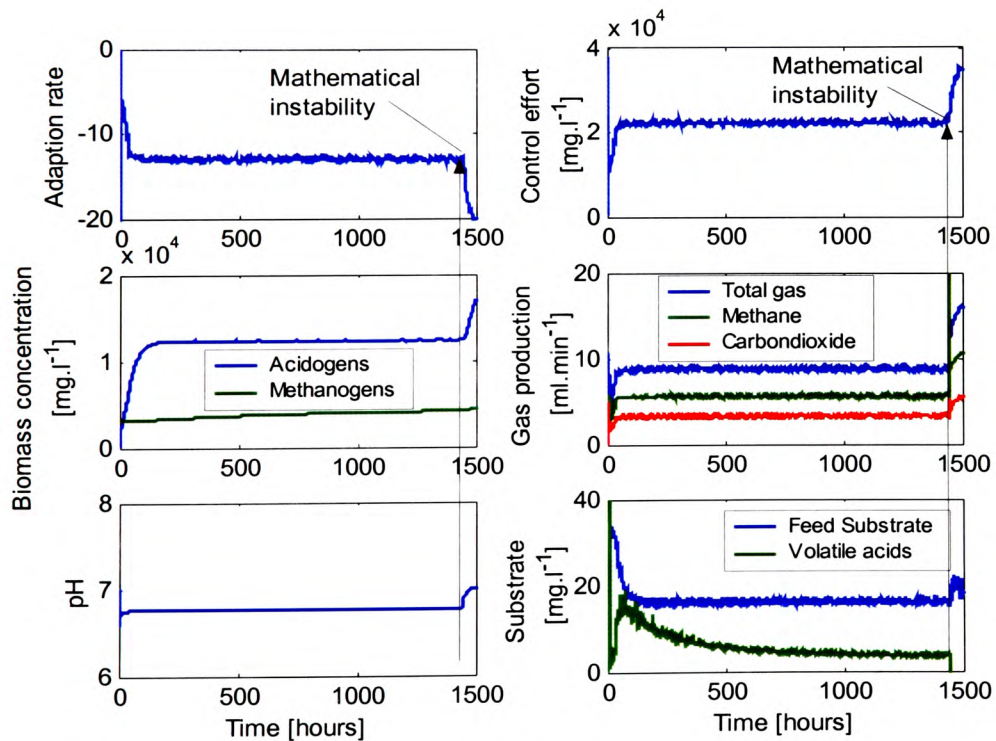 Adaption rate
0
-10
-20
Mathematical
instability
0
500
1000
1500
x 10⁴
Control effort
[mg.l⁻¹]
4
2
0
Mathematical
instability
0
500
1000
1500
x 10⁴
Biomass concentration
[mg.l⁻¹]
2
1
0
Acidogens
Methanogens
0
500
1000
1500
Gas production
[ml.min⁻¹]
20
10
0
Total gas
Methane
Carbondioxide
0
500
1000
1500
pH
8
7
6
0
500
1000
1500
Time [hours]
Substrate
[mg.l⁻¹]
40
20
0
Feed Substrate
Volatile acids
0
500
1000
1500
Time [hours]